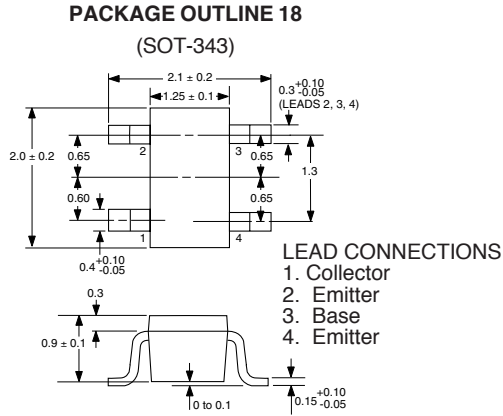 PACKAGE OUTLINE 18
(SOT-343)
2.1 ± 0.2
1.25 ± 0.1
0.3 +0.10 -0.05
(LEADS 2, 3, 4)
2
3
2.0 ± 0.2
0.65
0.65
1.3
0.60
0.65
1
4
0.4 +0.10 -0.05
LEAD CONNECTIONS
1. Collector
2. Emitter
3. Base
4. Emitter
0.3
0.9 ± 0.1
0 to 0.1
0.15 +0.10 -0.05